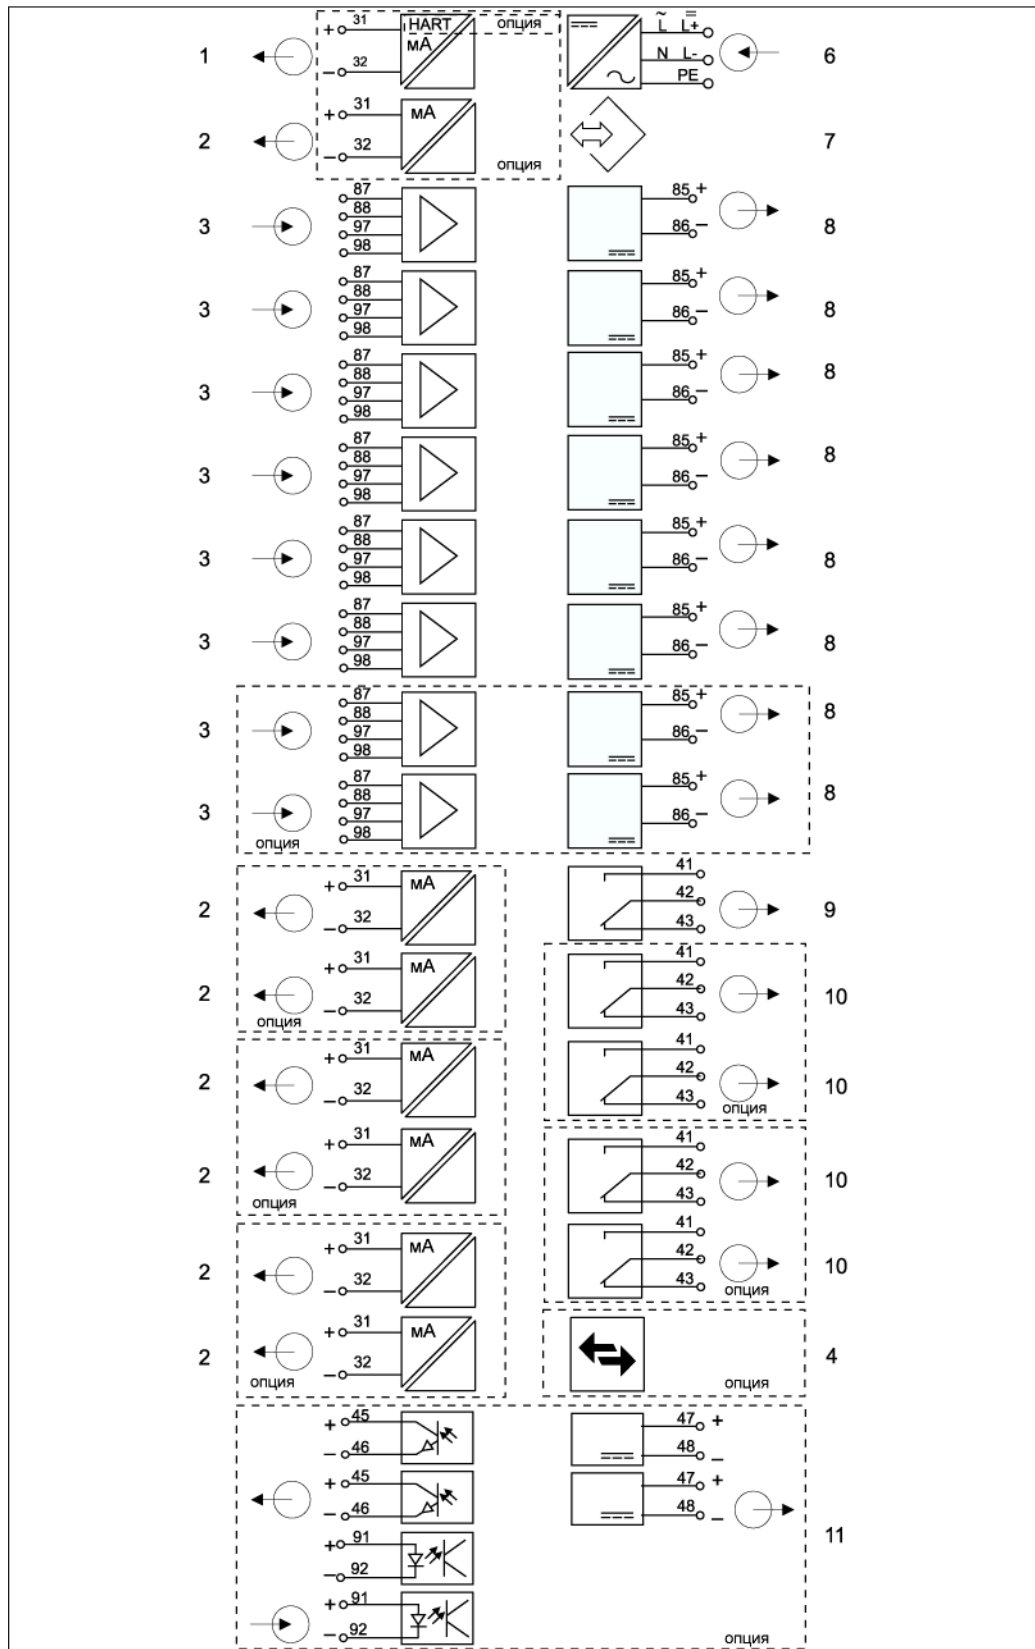 1 + 31 HART опция мА - 32 ~ L = L+ N L- PE 6
2 + 31 мА - 32 опция 7
3 87 88 97 98 85 + 86 - 8
3 87 88 97 98 85 + 86 - 8
3 87 88 97 98 85 + 86 - 8
3 87 88 97 98 85 + 86 - 8
3 87 88 97 98 85 + 86 - 8
3 87 88 97 98 85 + 86 - 8
3 87 88 97 98 85 + 86 - 8
3 87 88 97 98 опция 85 + 86 - 8
2 + 31 мА - 32 41 42 43 9
2 + 31 мА - 32 опция 41 42 43 10
2 + 31 мА - 32 41 42 43 опция 10
2 + 31 мА - 32 опция 41 42 43 10
2 + 31 мА - 32 41 42 43 опция 10
2 + 31 мА - 32 опция опция 4
+ 45 - 46 47 + 48 -
+ 45 - 46 47 + 48 -
+ 91 - 92 11
+ 91 - 92 опция